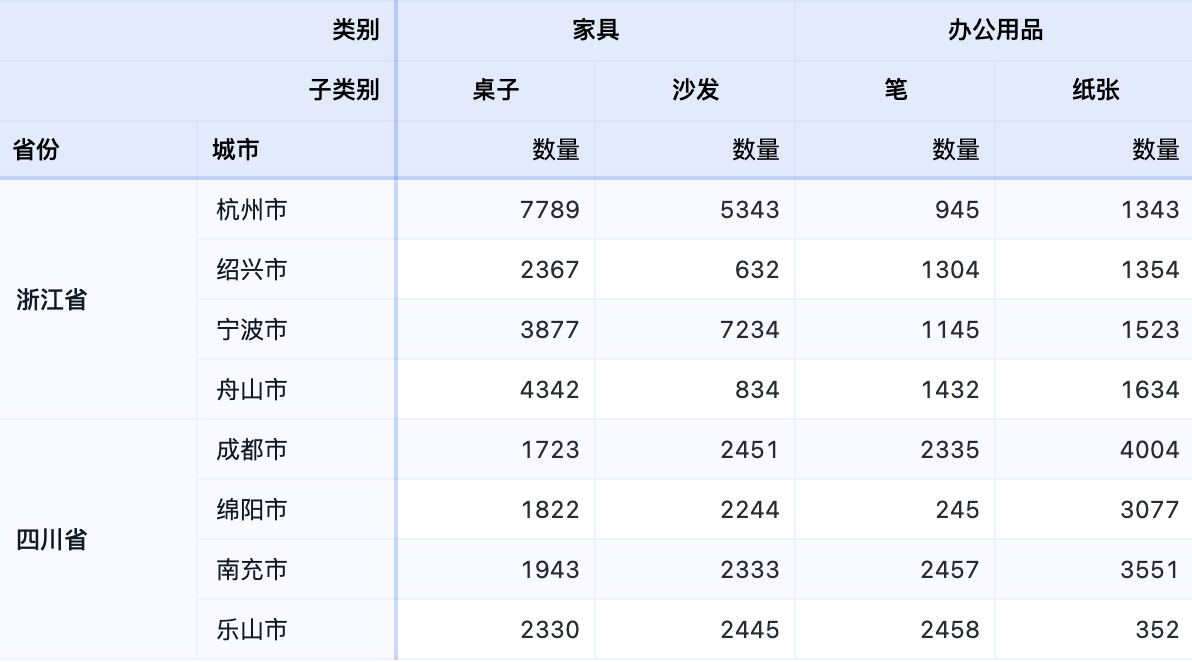 类别 家具 办公用品
子类别 桌子 沙发 笔 纸张
省份 城市 数量 数量 数量 数量
浙江省 杭州市 7789 5343 945 1343
绍兴市 2367 632 1304 1354
宁波市 3877 7234 1145 1523
舟山市 4342 834 1432 1634
四川省 成都市 1723 2451 2335 4004
绵阳市 1822 2244 245 3077
南充市 1943 2333 2457 3551
乐山市 2330 2445 2458 352